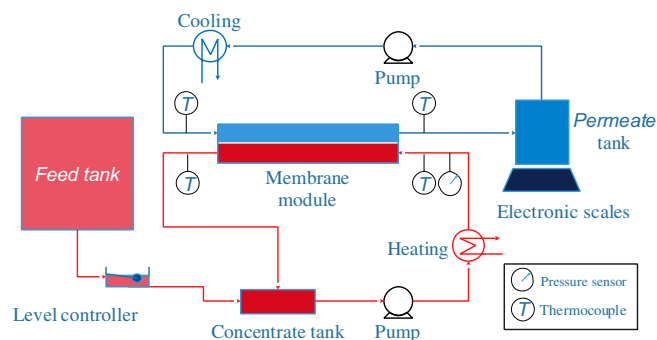 Cooling
Pump
T
T
Permeate
tank
Feed tank
Membrane
module
T
T
Electronic scales
Heating
Pressure sensor
T Thermocouple
Level controller
Concentrate tank
Pump